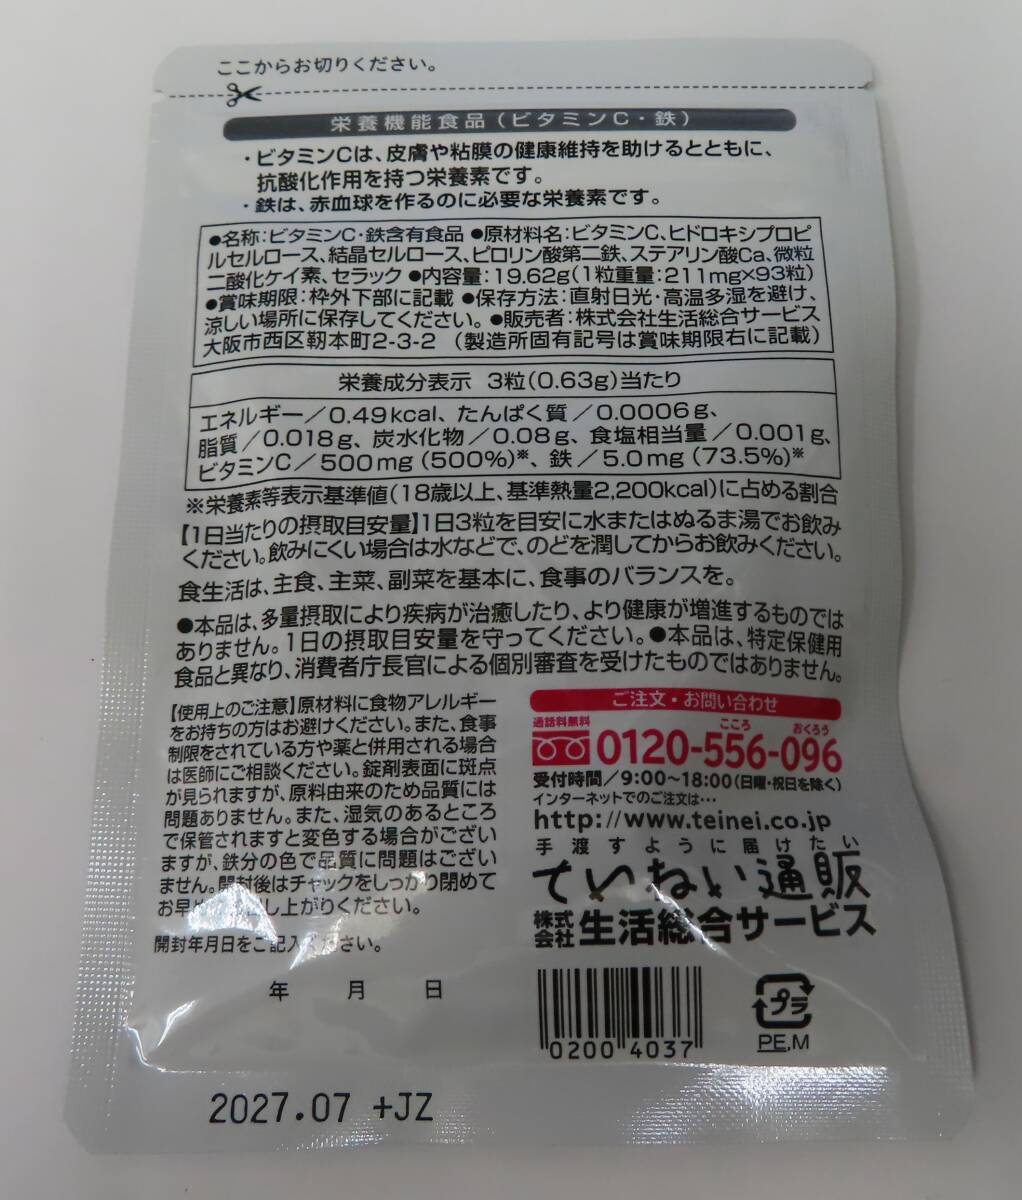 ここからお切りください。
栄養機能食品(ビタミンC・鉄)
・ビタミンCは、皮膚や粘膜の健康維持を助けるとともに、
抗酸化作用を持つ栄養素です。
・鉄は、赤血球を作るのに必要な栄養素です。
●名称：ビタミンC・鉄含有食品 ●原材料名：ビタミンC、ヒドロキシプロピ
ルセルロース、結晶セルロース、ピロリン酸第二鉄、ステアリン酸Ca、微粒
二酸化ケイ素、セラック ●内容量：19.62g(1粒重量：211mg×93粒)
●賞味期限：枠外下部に記載 ●保存方法：直射日光・高温多湿を避け、
涼しい場所に保存してください。●販売者：株式会社生活総合サービス
大阪市西区靭本町2-3-2 (製造所固有記号は賞味期限右に記載)
栄養成分表示 3粒(0.63g)当たり
エネルギー/0.49kcal、たんぱく質/0.0006g、
脂質/0.018g、炭水化物/0.08g、食塩相当量/0.001g、
ビタミンC/500mg(500%)※、鉄/5.0mg(73.5%)※
※栄養素等表示基準値(18歳以上、基準熱量2,200kcal)に占める割合
【1日当たりの摂取目安量】1日3粒を目安に水またはぬるま湯でお飲み
ください。飲みにくい場合は水などで、のどを潤してからお飲みください。
食生活は、主食、主菜、副菜を基本に、食事のバランスを。
●本品は、多量摂取により疾病が治癒したり、より健康が増進するものでは
ありません。1日の摂取目安量を守ってください。●本品は、特定保健用
食品と異なり、消費者庁長官による個別審査を受けたものではありません。
【使用上のご注意】原材料に食物アレルギー
をお持ちの方はお避けください。また、食事
制限をされている方や薬と併用される場合
は医師にご相談ください。錠剤表面に斑点
が見られますが、原料由来のため品質には
問題ありません。また、湿気のあるところ
で保管されますと変色する場合がござい
ますが、鉄分の色で品質に問題はござい
ません。開封後はチャックをしっかり閉めて
お早めにお召し上がりください。
開封年月日をご記入ください。
年 月 日
ご注文・お問い合わせ
通話料無料
こころ おくろう
0120-556-096
受付時間/9:00〜18:00(日曜・祝日を除く)
インターネットでのご注文は…
http://www.teinei.co.jp
手渡すように届けたい
ていねい通販
株式会社 生活総合サービス
0200 4037
プラ
PE,M
2027.07 +JZ